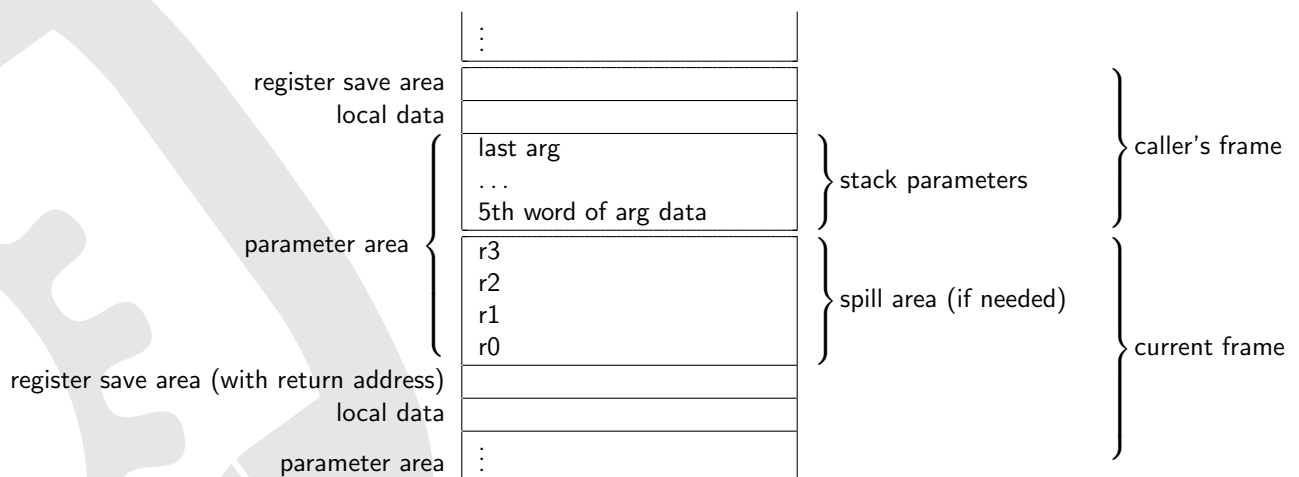 ⋮
register save area
local data
last arg
. . .
5th word of arg data
parameter area
stack parameters
caller's frame
r3
r2
r1
r0
spill area (if needed)
current frame
register save area (with return address)
local data
parameter area
⋮